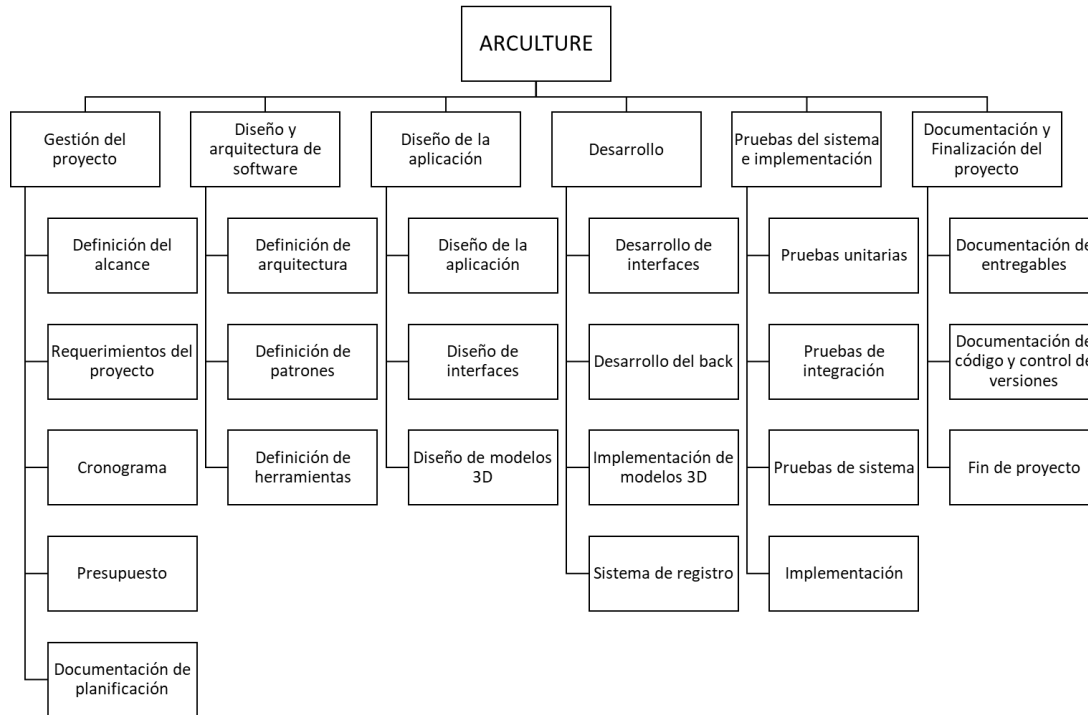 ARCULTURE
Gestión del
proyecto
Definición del
alcance
Requerimientos del
proyecto
Cronograma
Presupuesto
Documentación de
planificación
Diseño y
arquitectura de
software
Definición de
arquitectura
Definición de
patrones
Definición de
herramientas
Diseño de la
aplicación
Diseño de la
aplicación
Diseño de
interfaces
Diseño de modelos
3D
Desarrollo
Desarrollo de
interfaces
Desarrollo del back
Implementación de
modelos 3D
Sistema de registro
Pruebas del sistema
e implementación
Pruebas unitarias
Pruebas de
integración
Pruebas de sistema
Implementación
Documentación y
Finalización del
proyecto
Documentación de
entregables
Documentación de
código y control de
versiones
Fin de proyecto